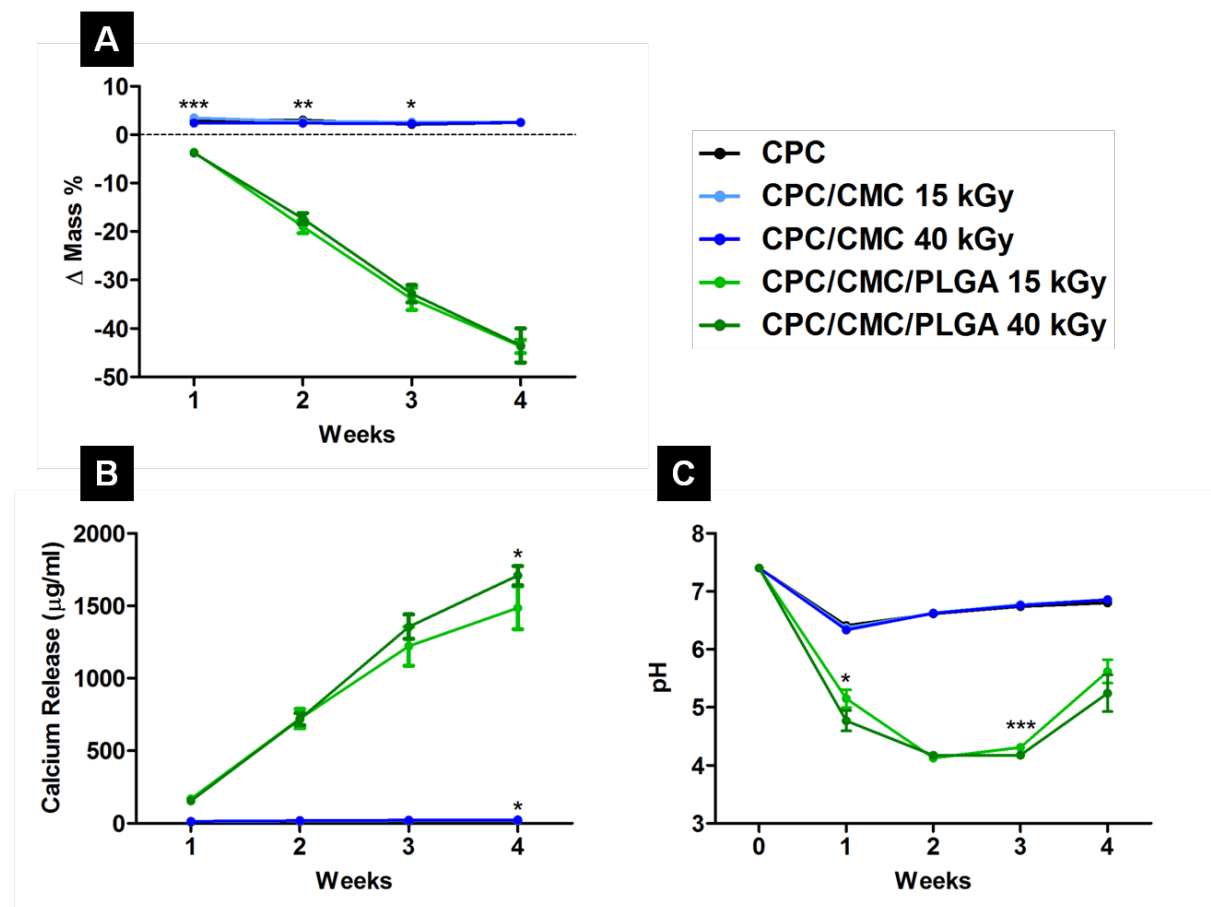 A
Δ Mass %
10
0
-10
-20
-30
-40
-50
*** ** *
1 2 3 4
Weeks
CPC
CPC/CMC 15 kGy
CPC/CMC 40 kGy
CPC/CMC/PLGA 15 kGy
CPC/CMC/PLGA 40 kGy
B
Calcium Release (μg/ml)
2000
1500
1000
500
0
*
*
1 2 3 4
Weeks
C
pH
8
7
6
5
4
3
*
***
0 1 2 3 4
Weeks